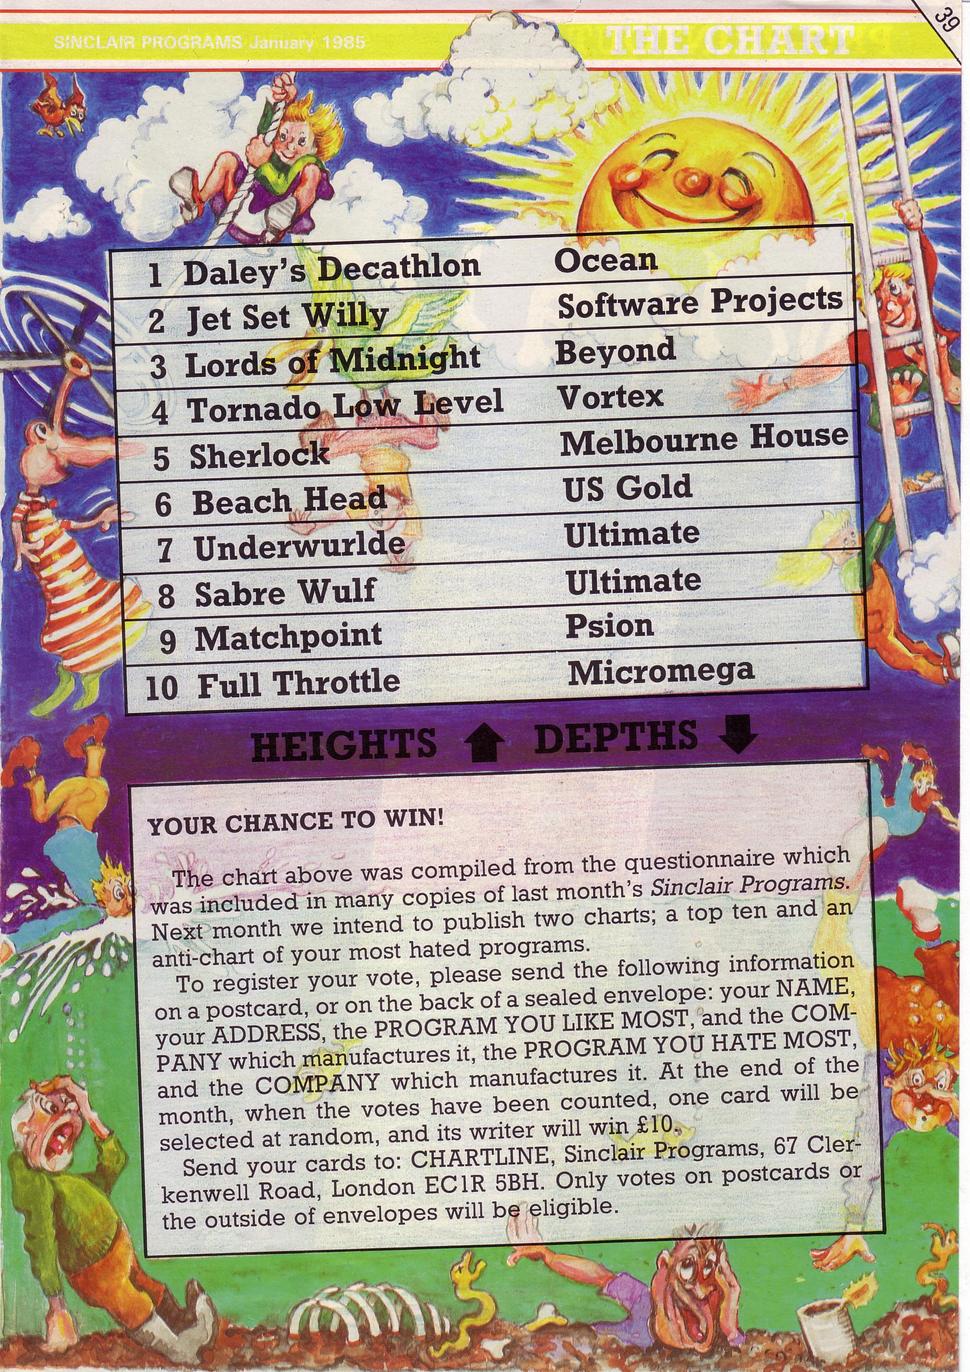 SINCLAIR PROGRAMS January 1985
THE CHART
39
1 Daley's Decathlon Ocean
2 Jet Set Willy Software Projects
3 Lords of Midnight Beyond
4 Tornado Low Level Vortex
5 Sherlock Melbourne House
6 Beach Head US Gold
7 Underwurlde Ultimate
8 Sabre Wulf Ultimate
9 Matchpoint Psion
10 Full Throttle Micromega
HEIGHTS DEPTHS
YOUR CHANCE TO WIN!
The chart above was compiled from the questionnaire which
was included in many copies of last month's Sinclair Programs.
Next month we intend to publish two charts; a top ten and an
anti-chart of your most hated programs.
To register your vote, please send the following information
on a postcard, or on the back of a sealed envelope: your NAME,
your ADDRESS, the PROGRAM YOU LIKE MOST, and the COM-
PANY which manufactures it, the PROGRAM YOU HATE MOST,
and the COMPANY which manufactures it. At the end of the
month, when the votes have been counted, one card will be
selected at random, and its writer will win £10.
Send your cards to: CHARTLINE, Sinclair Programs, 67 Cler-
kenwell Road, London EC1R 5BH. Only votes on postcards or
the outside of envelopes will be eligible.